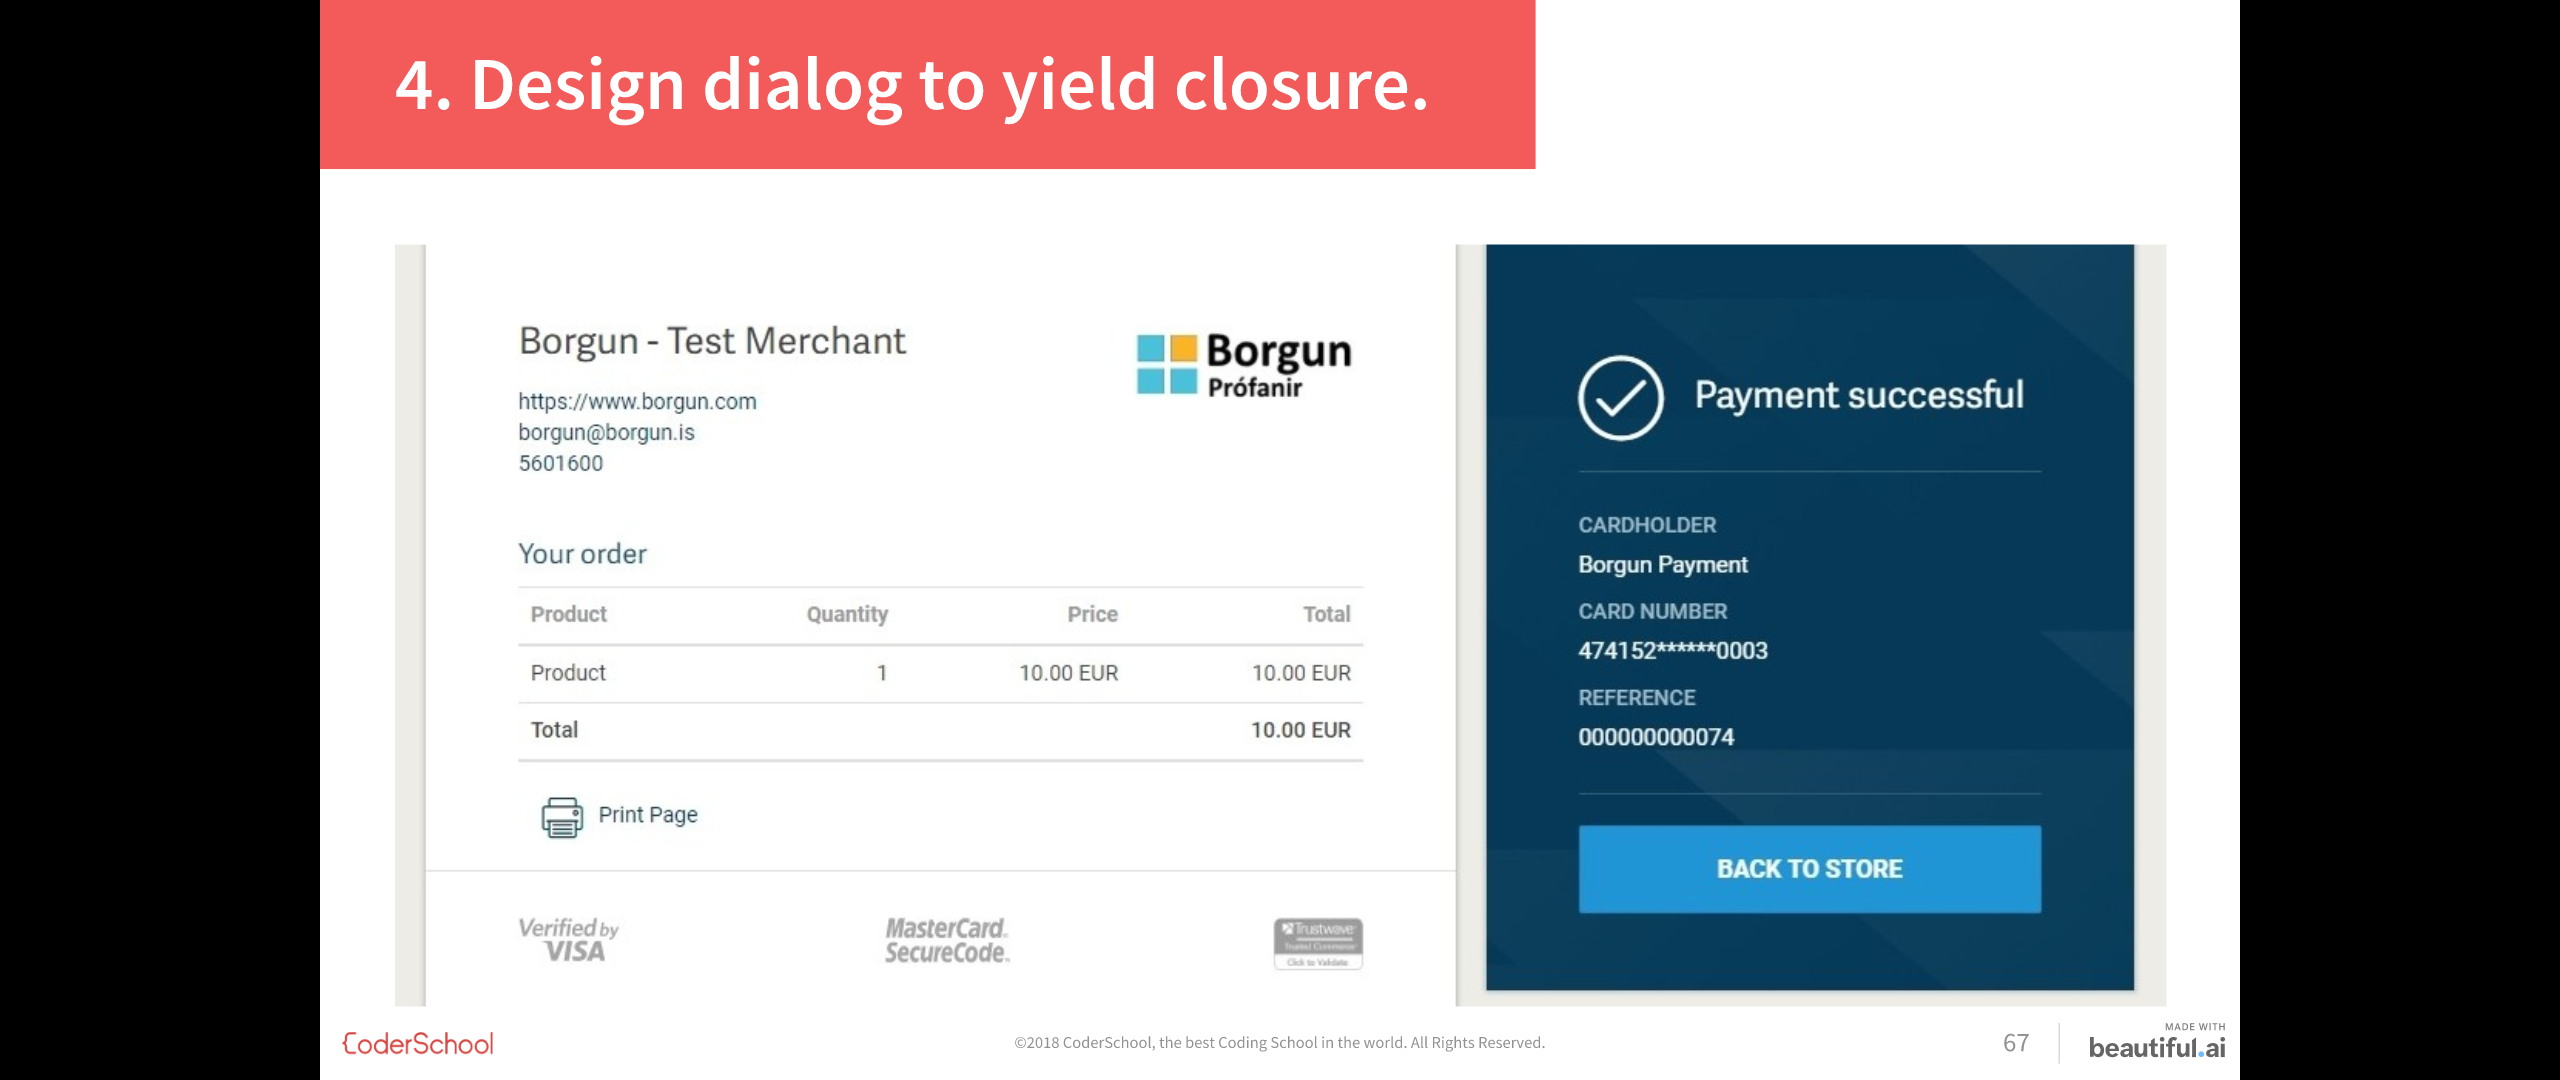 4. Design dialog to yield closure.
Borgun - Test Merchant
https://www.borgun.com
borgun@borgun.is
5601600
Borgun
Prófanir
Your order
Product Quantity Price Total
Product 1 10.00 EUR 10.00 EUR
Total 10.00 EUR
Print Page
Verified by
VISA
MasterCard.
SecureCode.
Trustwave
Trusted Commerce
Click to Validate
Payment successful
CARDHOLDER
Borgun Payment
CARD NUMBER
474152******0003
REFERENCE
000000000074
BACK TO STORE
CoderSchool
©2018 CoderSchool, the best Coding School in the world. All Rights Reserved.
67
MADE WITH
beautiful.ai